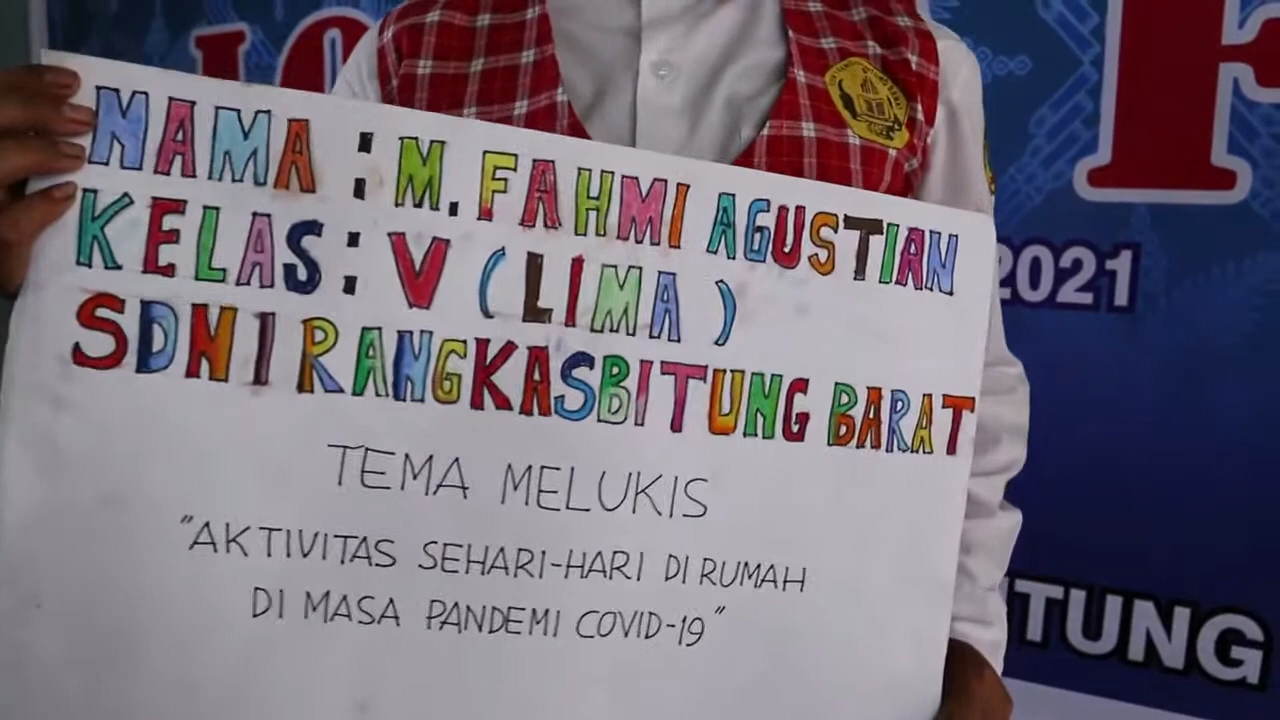 NAMA : M. FAHMI AGUSTIAN
KELAS : V (LIMA)
SDN 1 RANGKASBITUNG BARAT
TEMA MELUKIS
"AKTIVITAS SEHARI-HARI DI RUMAH
DI MASA PANDEMI COVID-19"
2021
TUNG